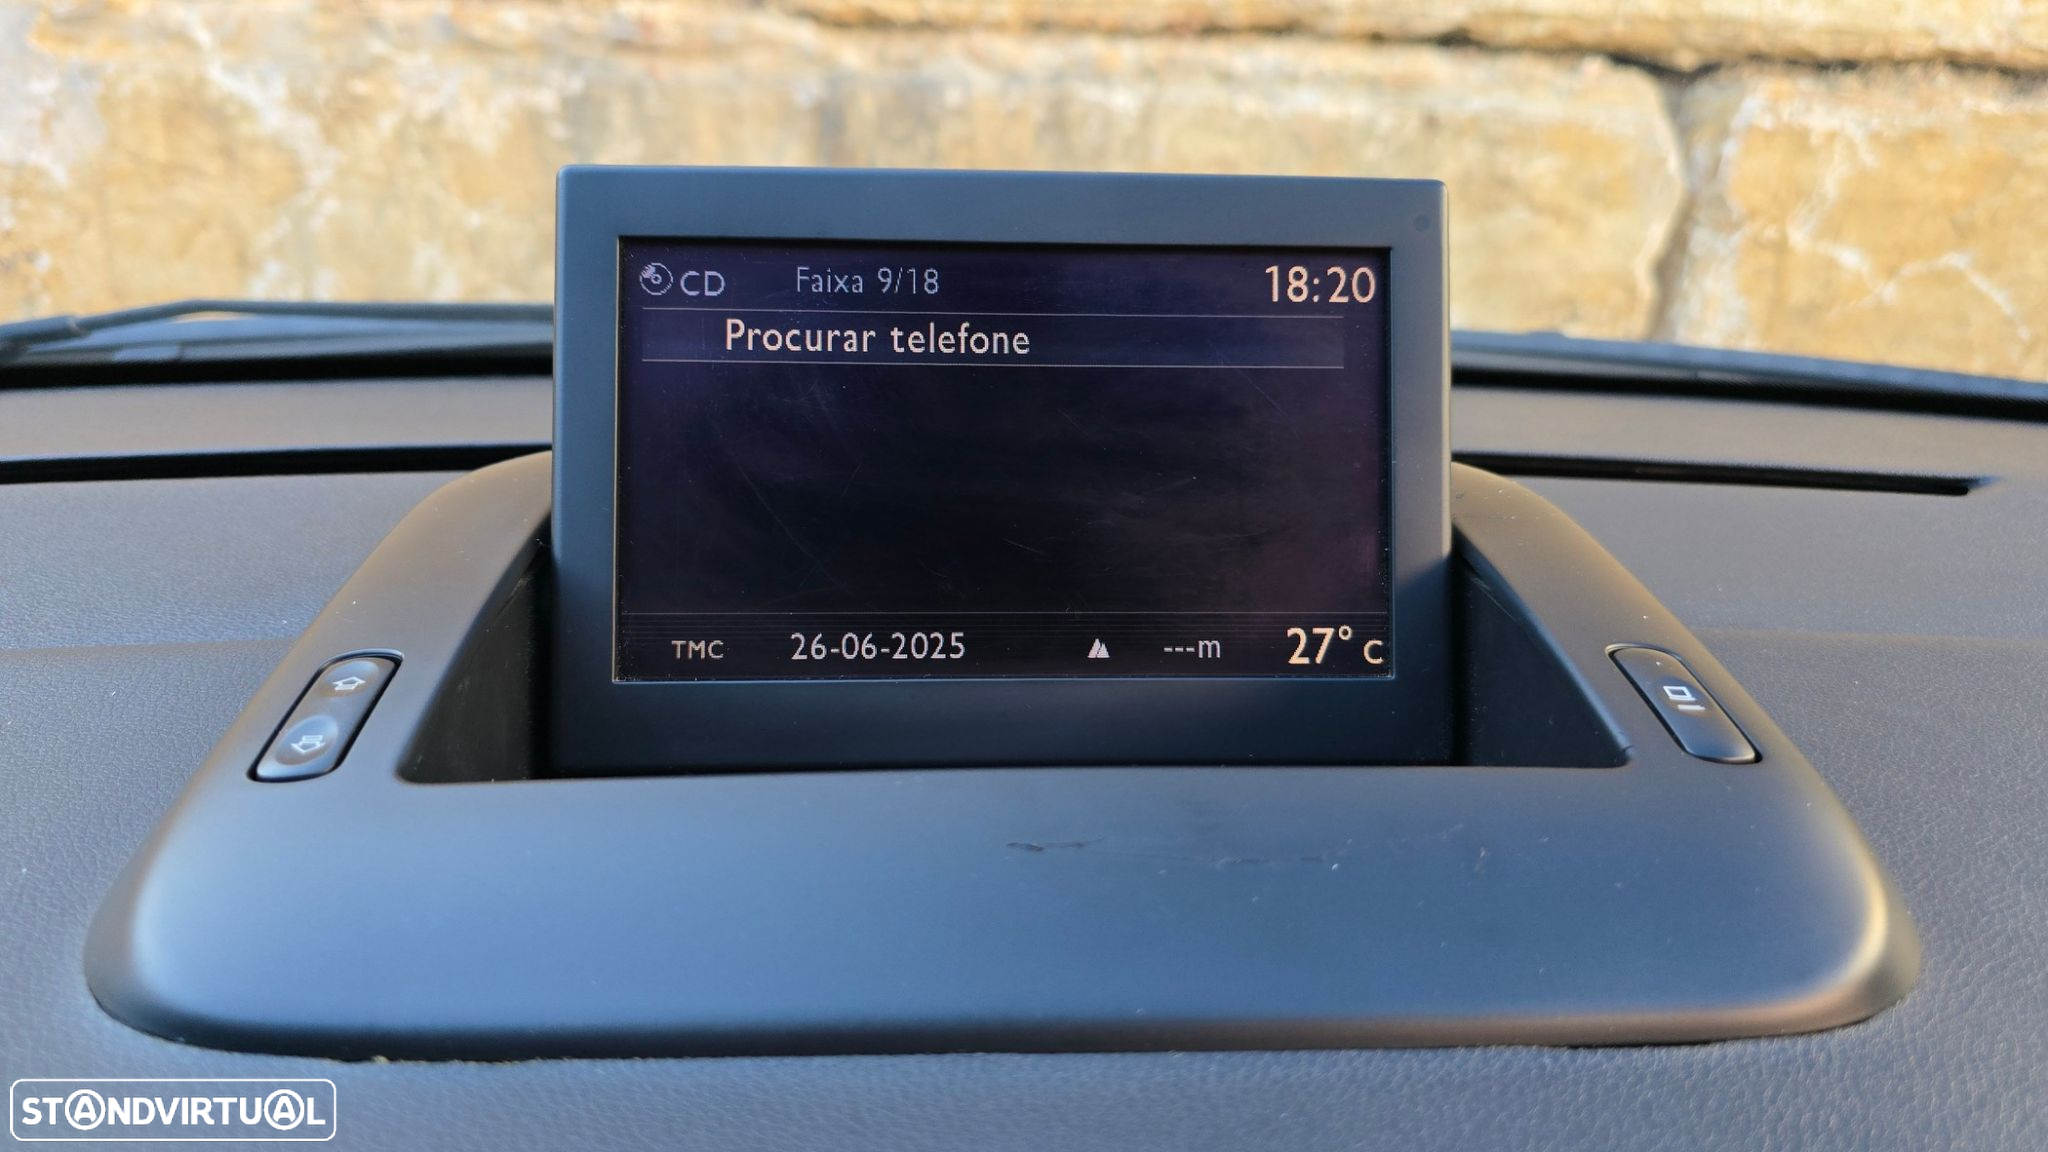 CD Faixa 9/18 18:20
Procurar telefone
TMC 26-06-2025 ---m 27° C
STANDVIRTUAL